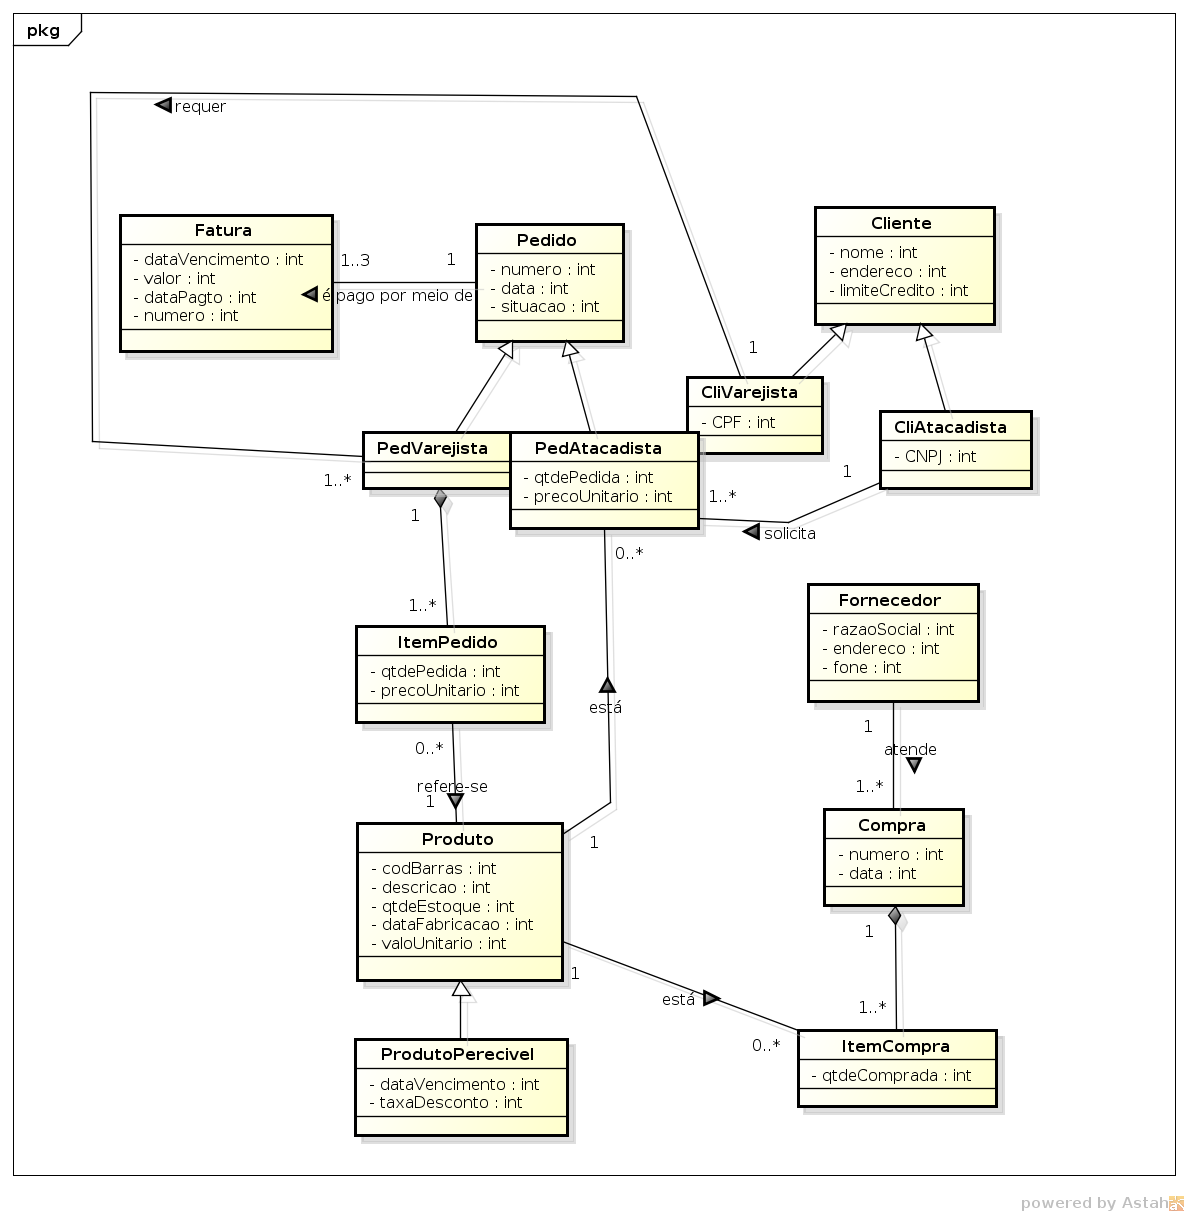 pkg
requer
Fatura
- dataVencimento : int
- valor : int
- dataPagto : int
- numero : int
1..3
1
é pago por meio de
Pedido
- numero : int
- data : int
- situacao : int
Cliente
- nome : int
- endereco : int
- limiteCredito : int
1
CliVarejista
- CPF : int
CliAtacadista
- CNPJ : int
PedVarejista
PedAtacadista
- qtdePedida : int
- precoUnitario : int
1..*
1
1..*
1
solicita
0..*
1..*
ItemPedido
- qtdePedida : int
- precoUnitario : int
Fornecedor
- razaoSocial : int
- endereco : int
- fone : int
está
0..*
refere-se
1
1
atende
1..*
Produto
- codBarras : int
- descricao : int
- qtdeEstoque : int
- dataFabricacao : int
- valoUnitario : int
1
Compra
- numero : int
- data : int
1
1
está
0..*
1..*
ItemCompra
- qtdeComprada : int
ProdutoPerecivel
- dataVencimento : int
- taxaDesconto : int
powered by Astah